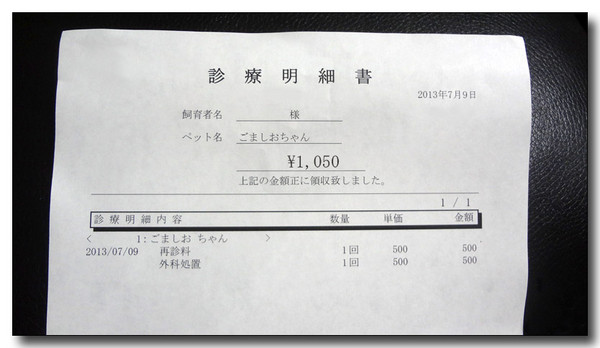 診療明細書
2013年7月9日
飼育者名 様
ペット名 ごましおちゃん
¥1,050
上記の金額正に領収致しました。
1 / 1
診療明細内容 数量 単価 金額
< 1:ごましお ちゃん >
2013/07/09 再診料 1回 500 500
外科処置 1回 500 500